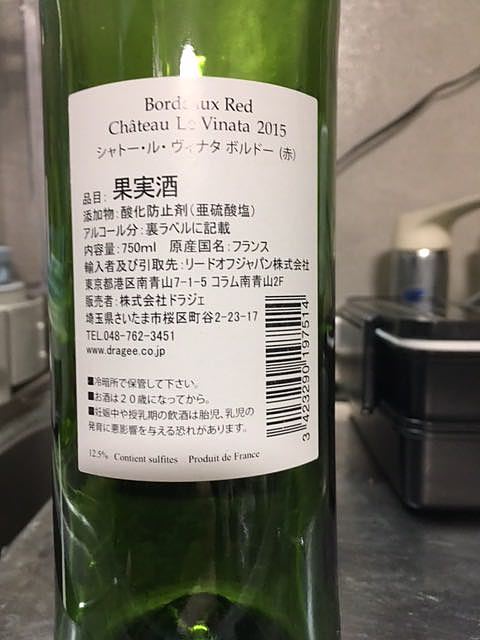 Bordeaux Red
Château Le Vinata 2015
シャトー・ル・ヴィナタ ボルドー (赤)
品目: 果実酒
添加物:酸化防止剤(亜硫酸塩)
アルコール分:裏ラベルに記載
内容量:750ml 原産国名:フランス
輸入者及び引取先:リードオフジャパン株式会社
東京都港区南青山7-1-5 コラム南青山2F
販売者:株式会社ドラジェ
埼玉県さいたま市桜区町谷2-23-17
TEL.048-762-3451
www.dragee.co.jp
■冷暗所で保管して下さい。
■お酒は20歳になってから。
■妊娠中や授乳期の飲酒は胎児、乳児の
発育に悪影響を与える恐れがあります。
12.5% Contient sulfites Produit de France
3423290197514